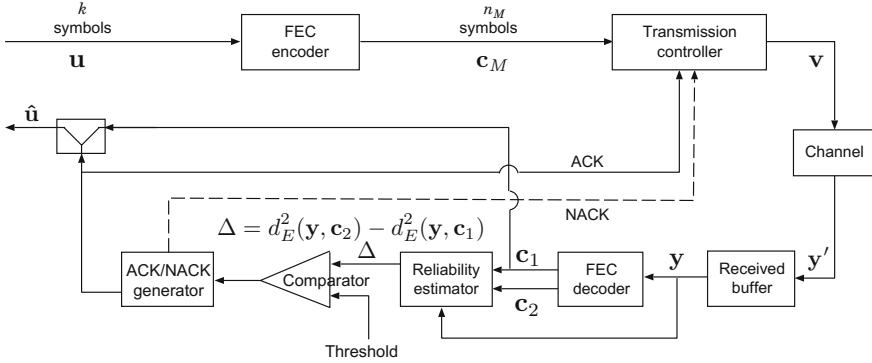 k
symbols
u
FEC
encoder
n_M
symbols
c_M
Transmission
controller
v
û
ACK
Channel
NACK
Δ = d_E^2(y, c_2) − d_E^2(y, c_1)
ACK/NACK
generator
Comparator
Δ
Reliability
estimator
c_1
c_2
FEC
decoder
y
Received
buffer
y′
Threshold